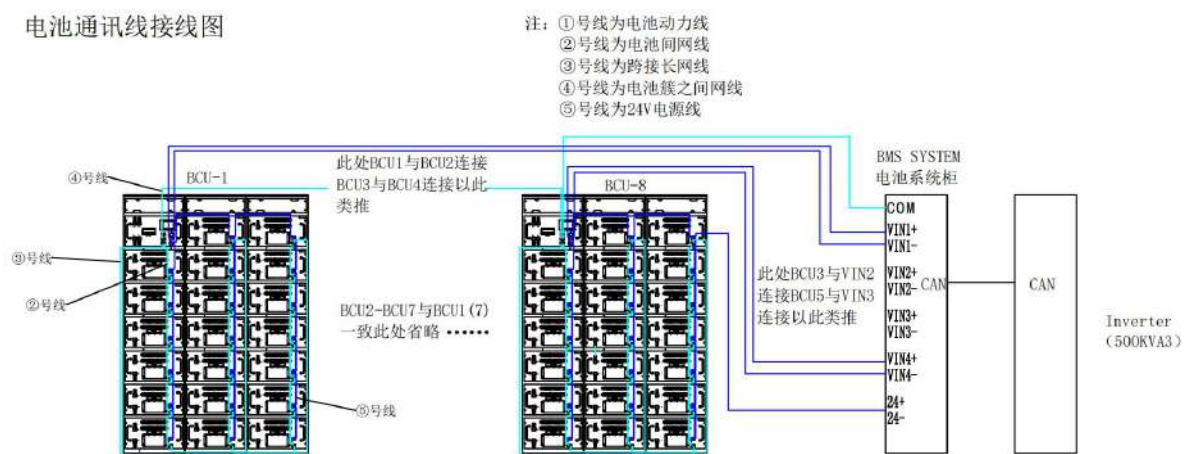 电池通讯线接线图
注: ①号线为电池动力线
②号线为电池间网线
③号线为跨接长网线
④号线为电池簇之间网线
⑤号线为24V电源线
④号线
BCU-1
此处BCU1与BCU2连接
BCU3与BCU4连接以此
类推
BCU-8
BMS SYSTEM
电池系统柜
COM
VIN1+
VIN1-
③号线
②号线
BCU2-BCU7与BCU1(7)
一致此处省略 ••••••
此处BCU3与VIN2
连接BCU5与VIN3
连接以此类推
VIN2+
VIN2-
CAN
CAN
VIN3+
VIN3-
Inverter
(500KVA3)
VIN4+
VIN4-
⑤号线
24+
24-